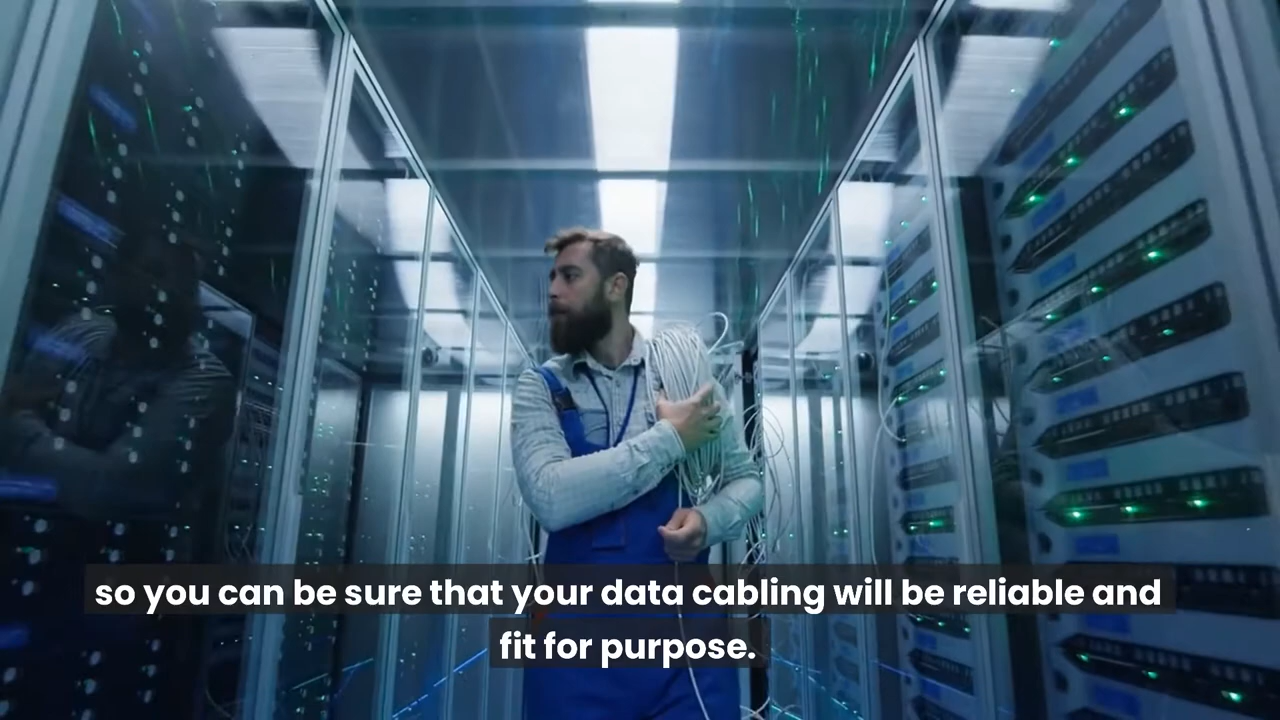 so you can be sure that your data cabling will be reliable and
fit for purpose.